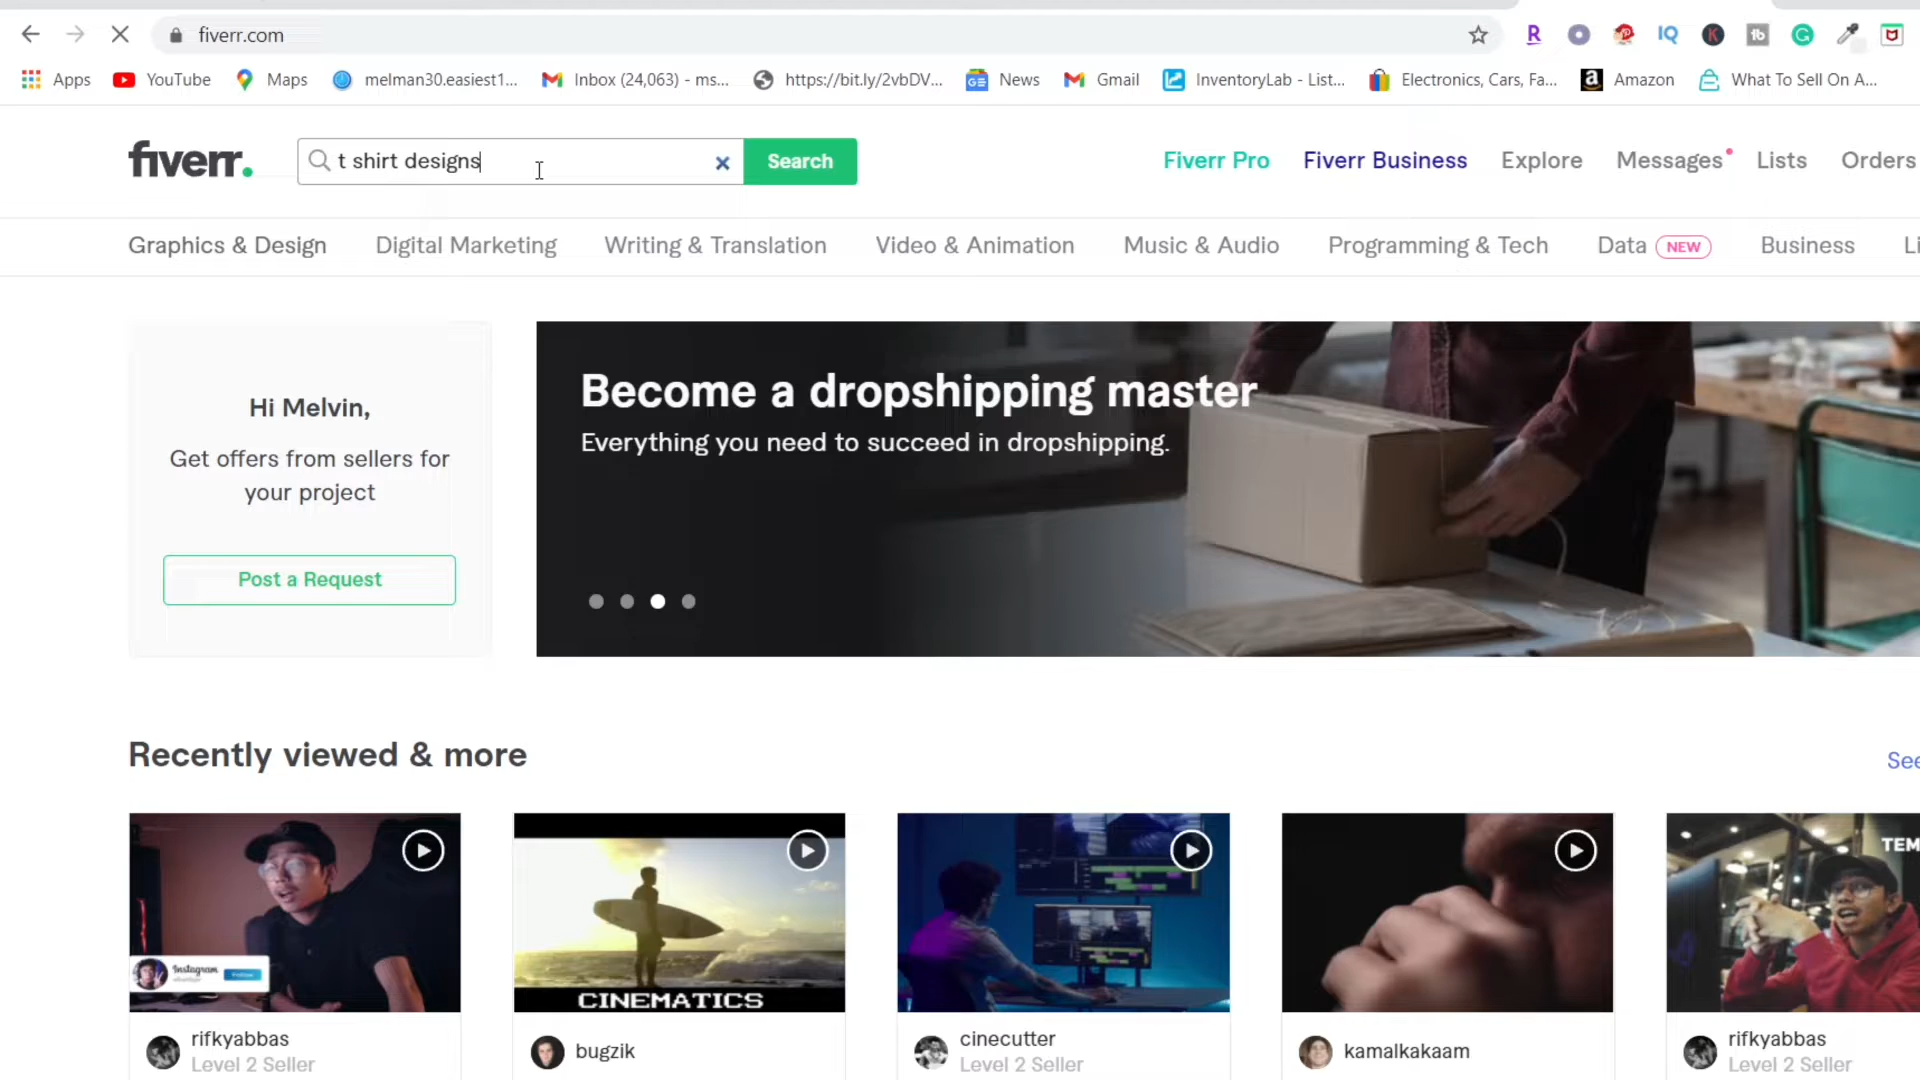 fiverr.com
Apps YouTube Maps melman30.easiest1... Inbox (24,063) - ms... https://bit.ly/2vbDV... News Gmail InventoryLab - List... Electronics, Cars, Fa... Amazon What To Sell On A...
fiverr. t shirt designs Search Fiverr Pro Fiverr Business Explore Messages Lists Orders
Graphics & Design Digital Marketing Writing & Translation Video & Animation Music & Audio Programming & Tech Data NEW Business Li
Hi Melvin,
Get offers from sellers for
your project
Post a Request
Become a dropshipping master
Everything you need to succeed in dropshipping.
Recently viewed & more
See
Instagram
CINEMATICS
TEM
rifkyabbas
Level 2 Seller
bugzik
cinecutter
Level 2 Seller
kamalkakaam
rifkyabbas
Level 2 Seller